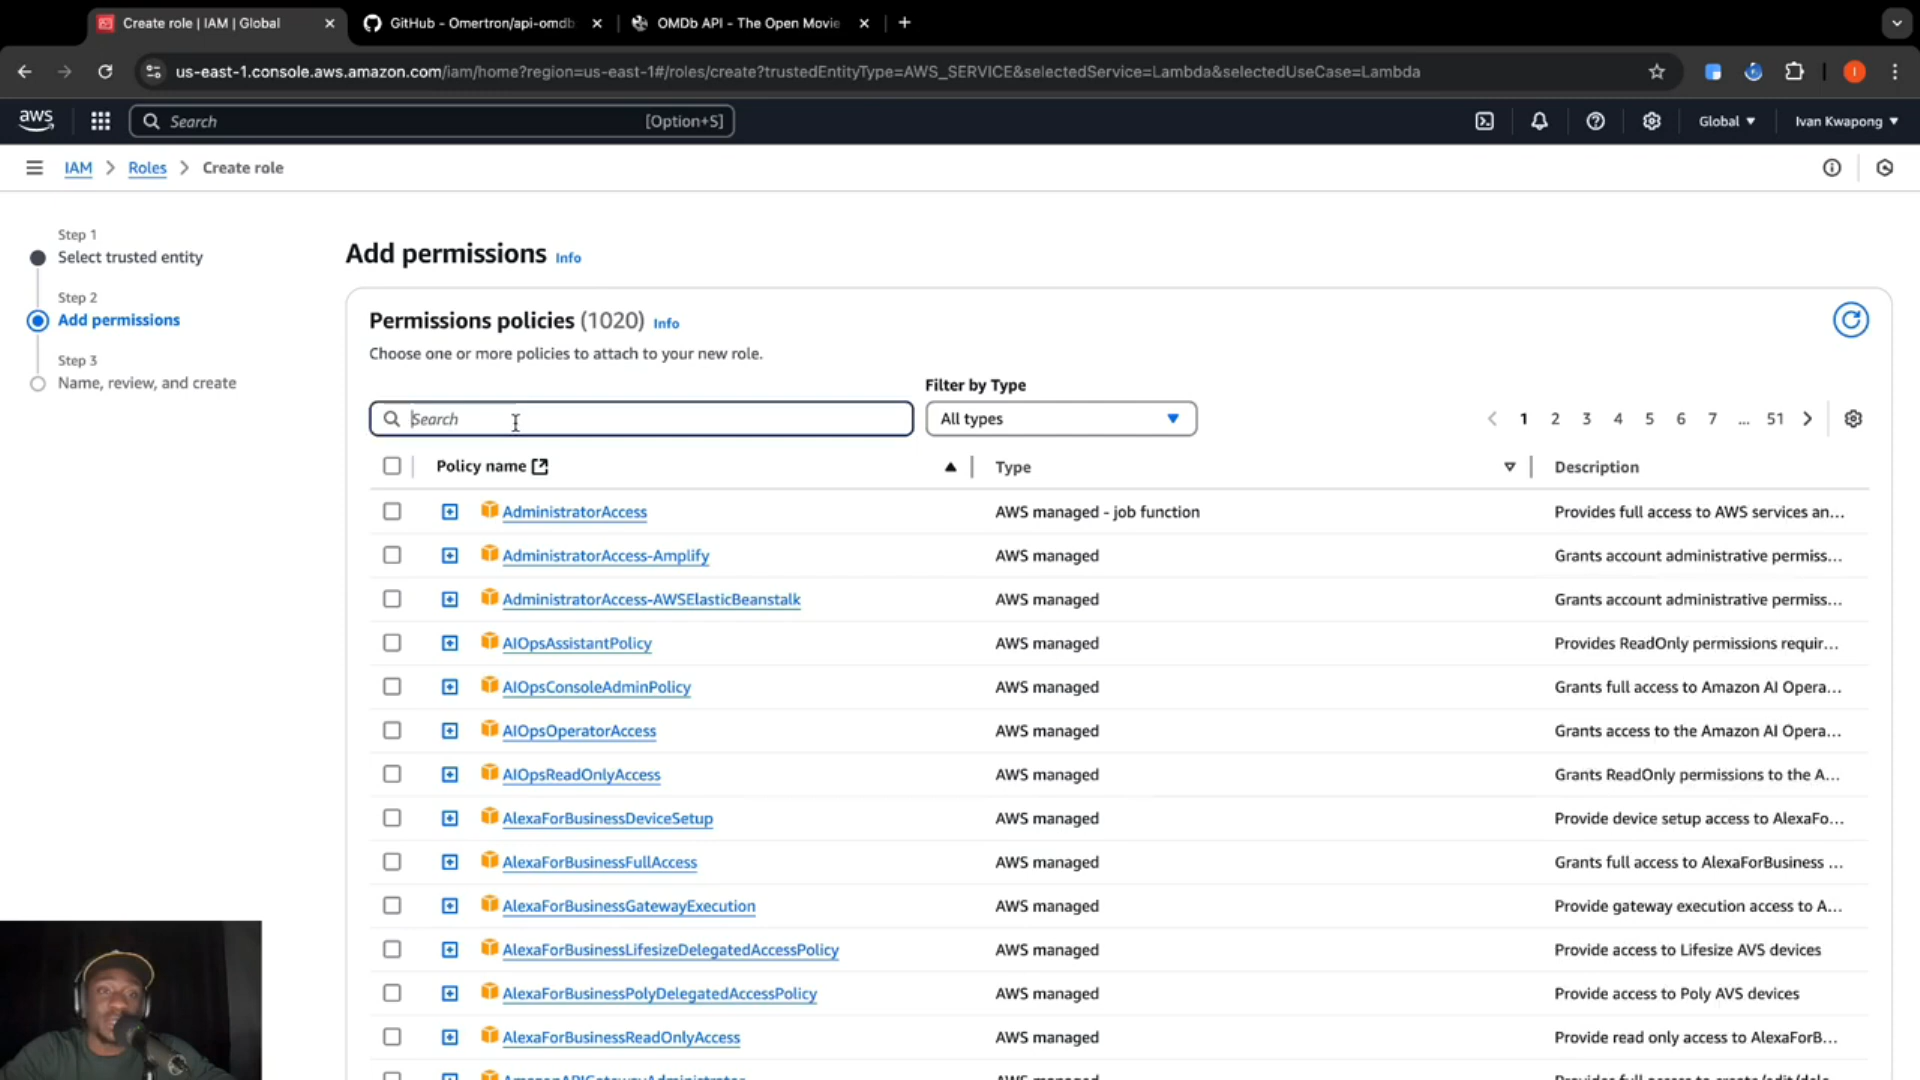 Create role | IAM | Global
GitHub - Omertron/api-omdb
OMDb API - The Open Movie
us-east-1.console.aws.amazon.com/iam/home?region=us-east-1#/roles/create?trustedEntityType=AWS_SERVICE&selectedService=Lambda&selectedUseCase=Lambda
I
aws
Search
[Option+S]
Global
Ivan Kwapong
IAM
Roles
Create role
Step 1
Select trusted entity
Step 2
Add permissions
Step 3
Name, review, and create
Add permissions Info
Permissions policies (1020) Info
Choose one or more policies to attach to your new role.
Filter by Type
Search
All types
1 2 3 4 5 6 7 ... 51
Policy name Type Description
AdministratorAccess AWS managed - job function Provides full access to AWS services an...
AdministratorAccess-Amplify AWS managed Grants account administrative permiss...
AdministratorAccess-AWSElasticBeanstalk AWS managed Grants account administrative permiss...
AIOpsAssistantPolicy AWS managed Provides ReadOnly permissions requir...
AIOpsConsoleAdminPolicy AWS managed Grants full access to Amazon AI Opera...
AIOpsOperatorAccess AWS managed Grants access to the Amazon AI Opera...
AIOpsReadOnlyAccess AWS managed Grants ReadOnly permissions to the A...
AlexaForBusinessDeviceSetup AWS managed Provide device setup access to AlexaFo...
AlexaForBusinessFullAccess AWS managed Grants full access to AlexaForBusiness ...
AlexaForBusinessGatewayExecution AWS managed Provide gateway execution access to A...
AlexaForBusinessLifesizeDelegatedAccessPolicy AWS managed Provide access to Lifesize AVS devices
AlexaForBusinessPolyDelegatedAccessPolicy AWS managed Provide access to Poly AVS devices
AlexaForBusinessReadOnlyAccess AWS managed Provide read only access to AlexaForB...